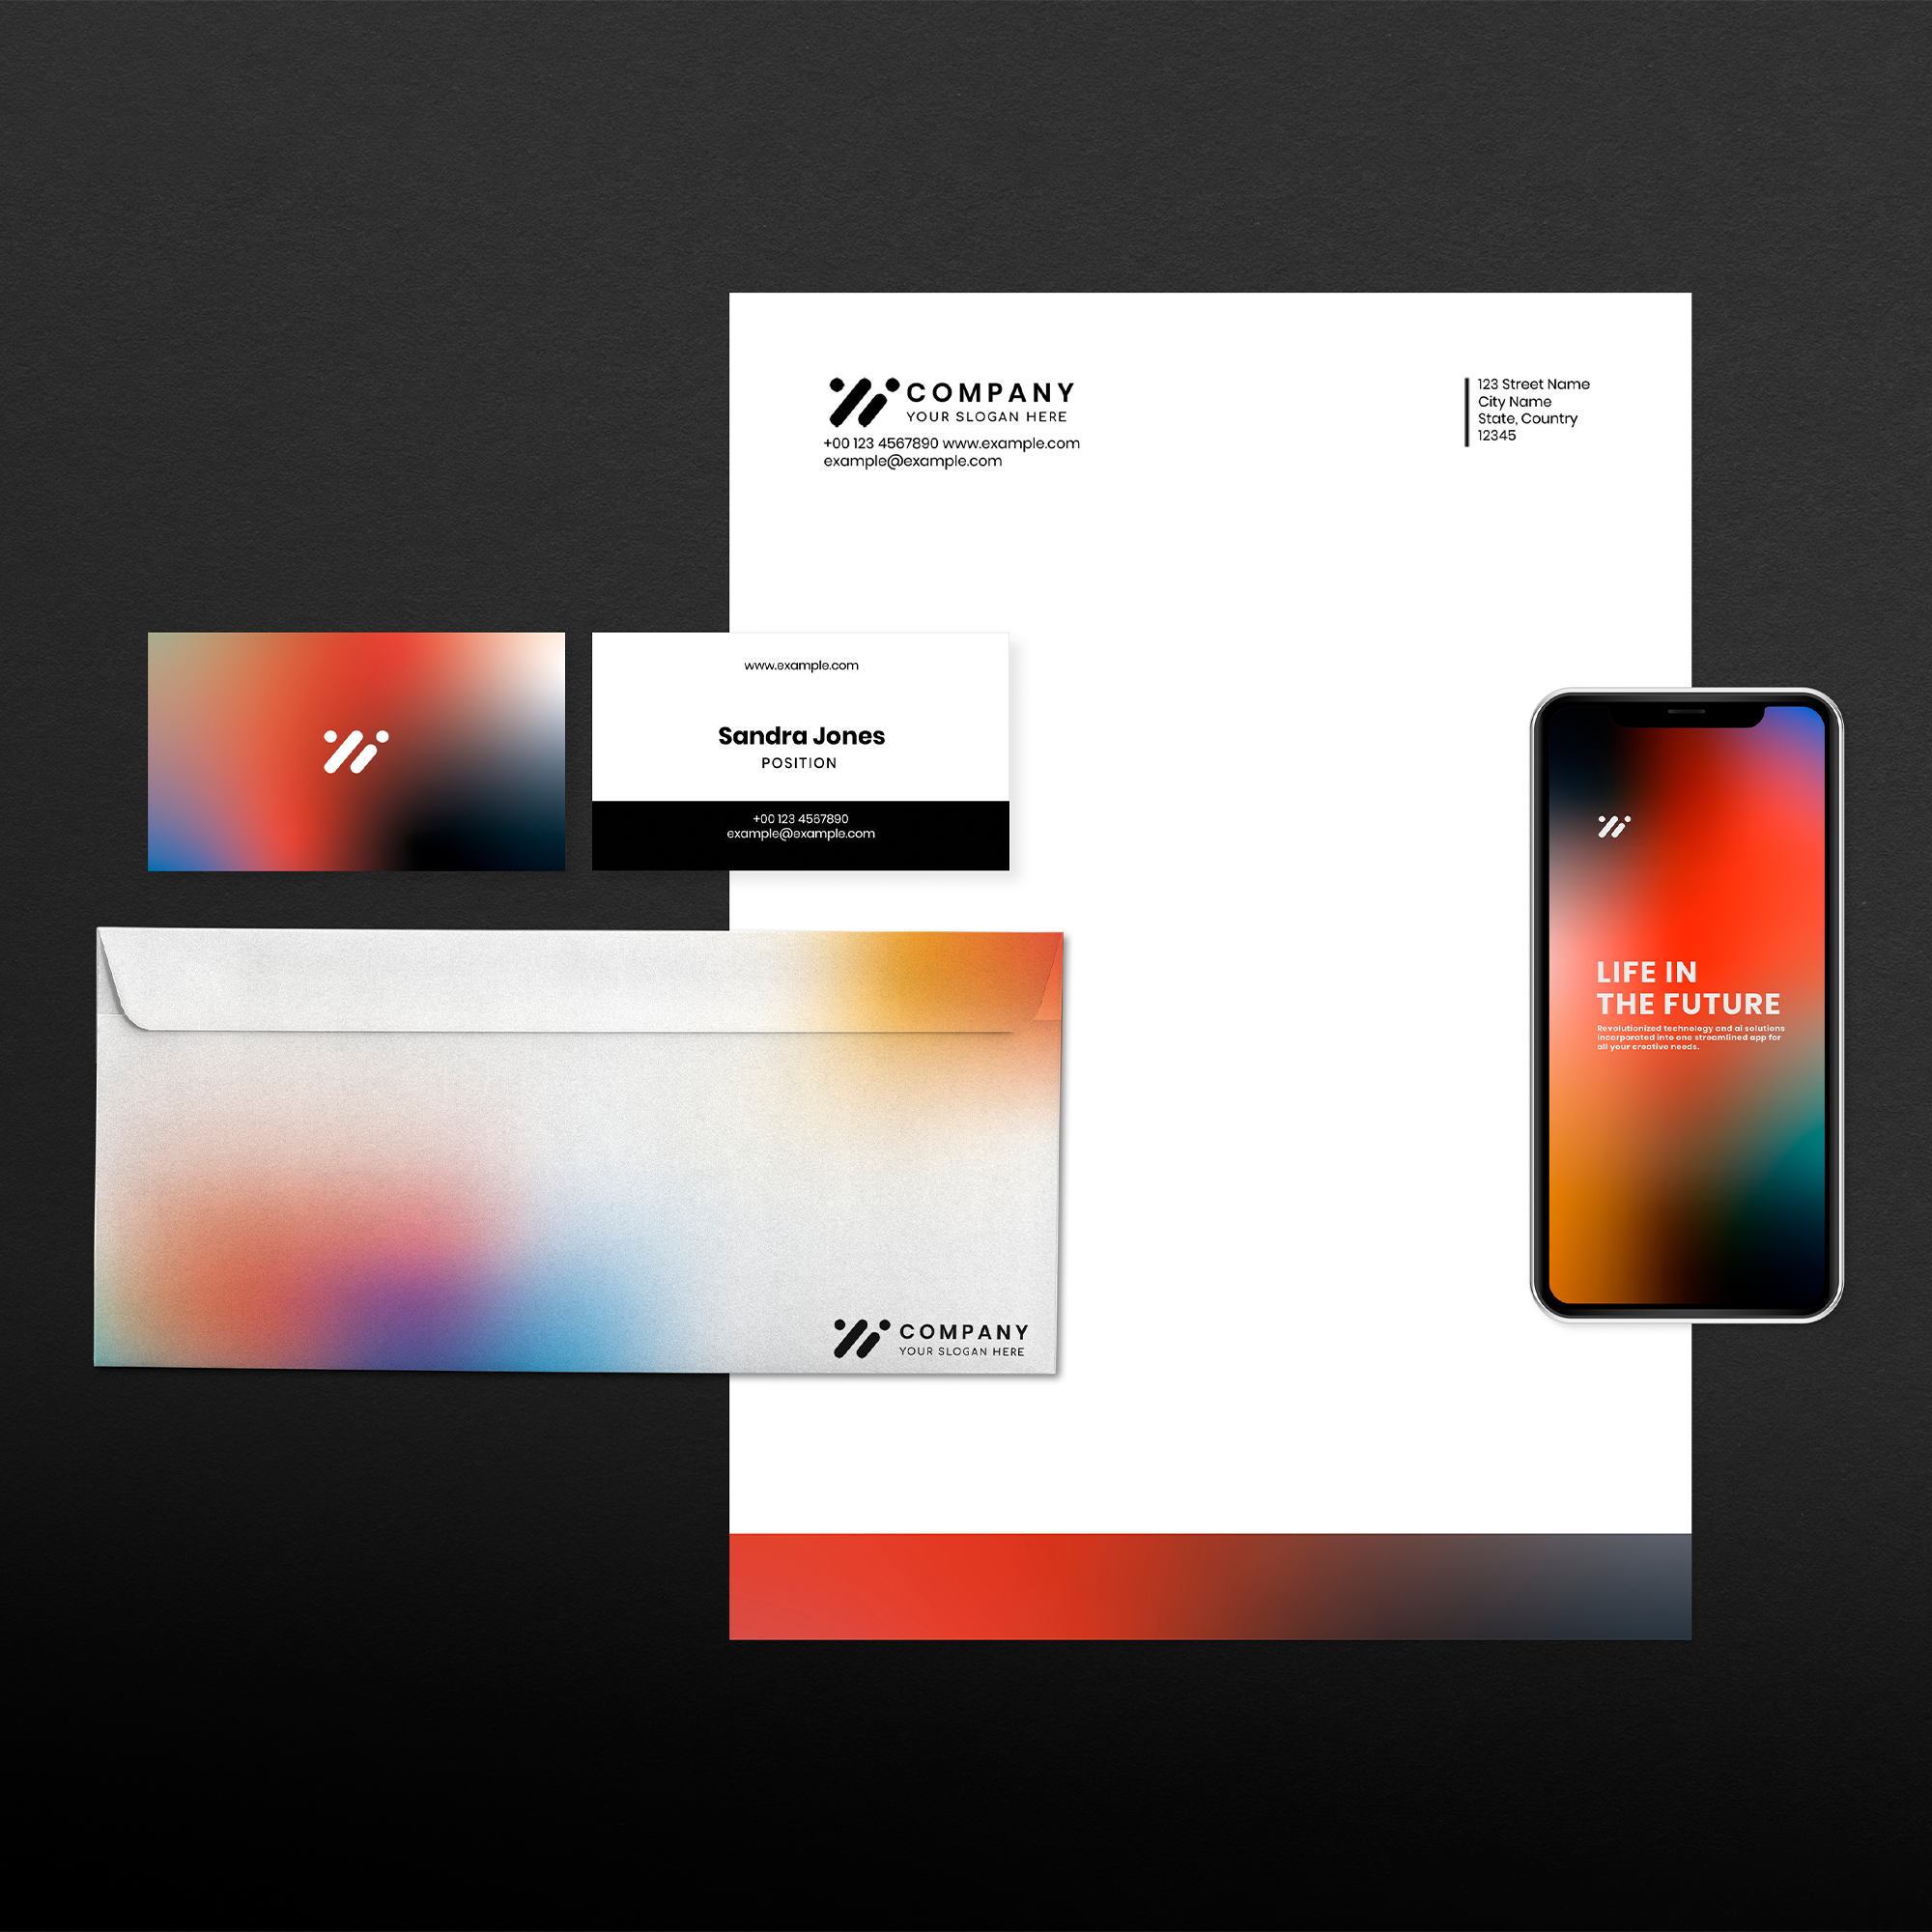 COMPANY
YOUR SLOGAN HERE
+00 123 4567890 www.example.com
example@example.com
123 Street Name
City Name
State, Country
12345
www.example.com
Sandra Jones
POSITION
+00 123 4567890
example@example.com
LIFE IN
THE FUTURE
Revolutionized technology and ai solutions
incorporated into one streamlined app for
all your creative needs.
COMPANY
YOUR SLOGAN HERE